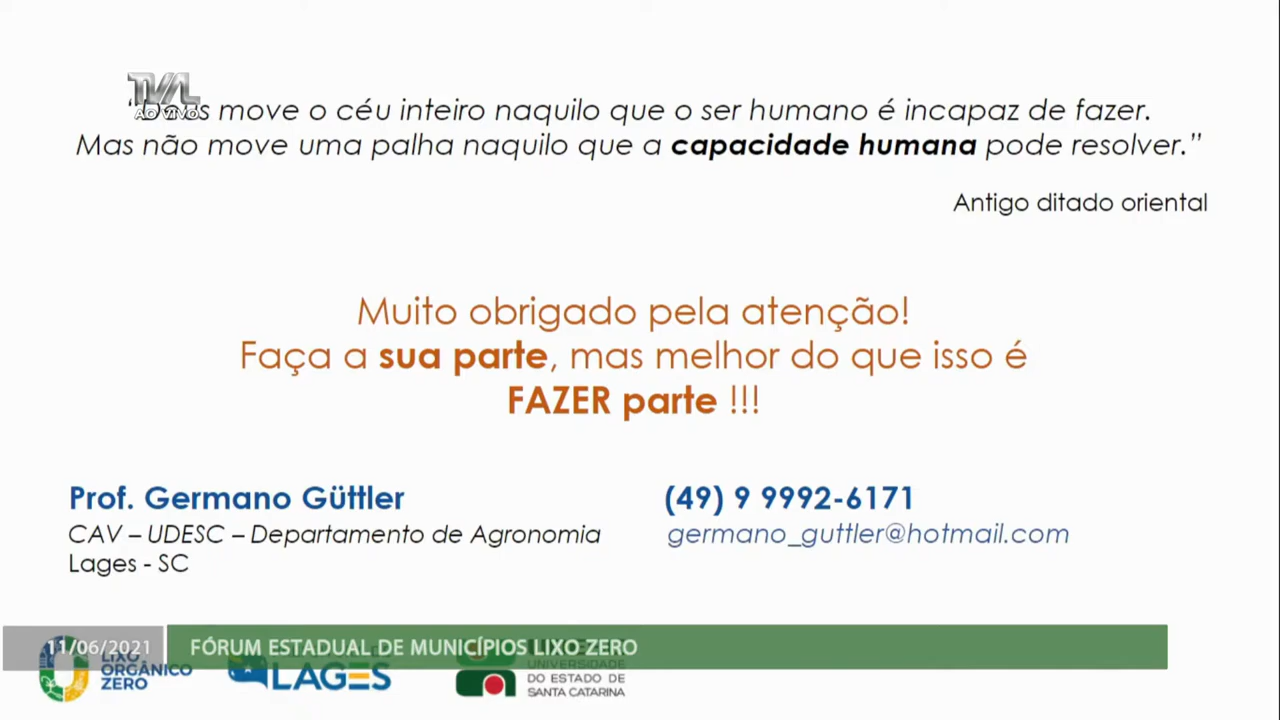 TVAL
AO VIVO
move o céu inteiro naquilo que o ser humano é incapaz de fazer.
Mas não move uma palha naquilo que a capacidade humana pode resolver.”
Antigo ditado oriental
Muito obrigado pela atenção!
Faça a sua parte, mas melhor do que isso é
FAZER parte !!!
Prof. Germano Güttler
(49) 9 9992-6171
CAV – UDESC – Departamento de Agronomia
germano_guttler@hotmail.com
Lages - SC
11/06/2021
FÓRUM ESTADUAL DE MUNICÍPIOS LIXO ZERO
LIXO
ORGÂNICO
ZERO
LAGES
UNIVERSIDADE
DO ESTADO DE
SANTA CATARINA